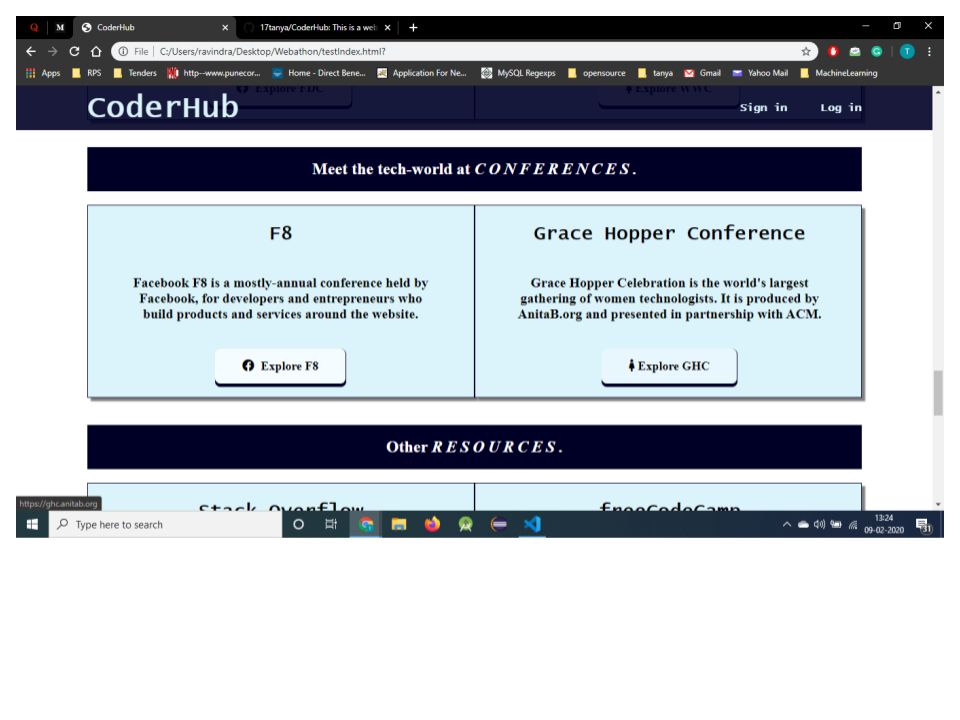 Q M CoderHub × 17tanya/CoderHub: This is a web × +
File | C:/Users/ravindra/Desktop/Webathon/testIndex.html?
T
Apps RPS Tenders http--www.punecor... Home - Direct Bene... Application For Ne... MySQL Regexps opensource tanya Gmail Yahoo Mail MachineLearning
Explore FDC Explore WWC
CoderHub Sign in Log in
Meet the tech-world at CONFERENCES.
F8
Facebook F8 is a mostly-annual conference held by
Facebook, for developers and entrepreneurs who
build products and services around the website.
Explore F8
Grace Hopper Conference
Grace Hopper Celebration is the world's largest
gathering of women technologists. It is produced by
AnitaB.org and presented in partnership with ACM.
Explore GHC
Other RESOURCES.
Stack Overflow freeCodeCamp
https://ghc.anitab.org
Type here to search
13:24
09-02-2020
31